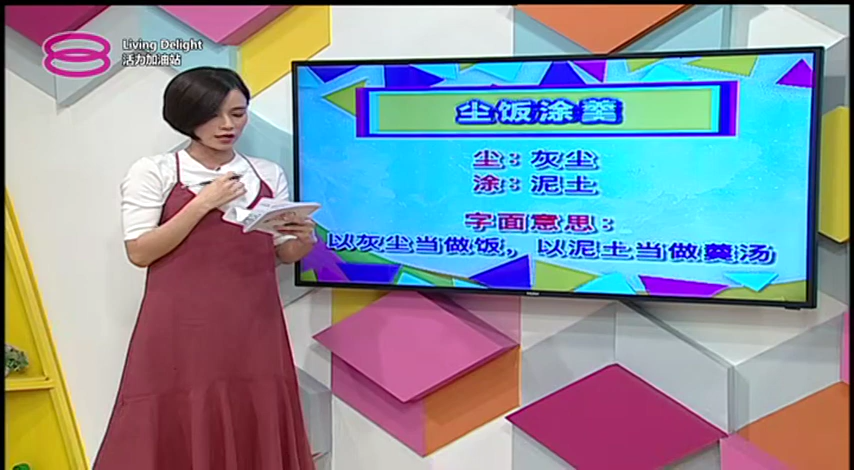 Living Delight
活力加油站
尘饭涂羹
尘：灰尘
涂：泥土
字面意思：
以灰尘当做饭，以泥土当做羹汤